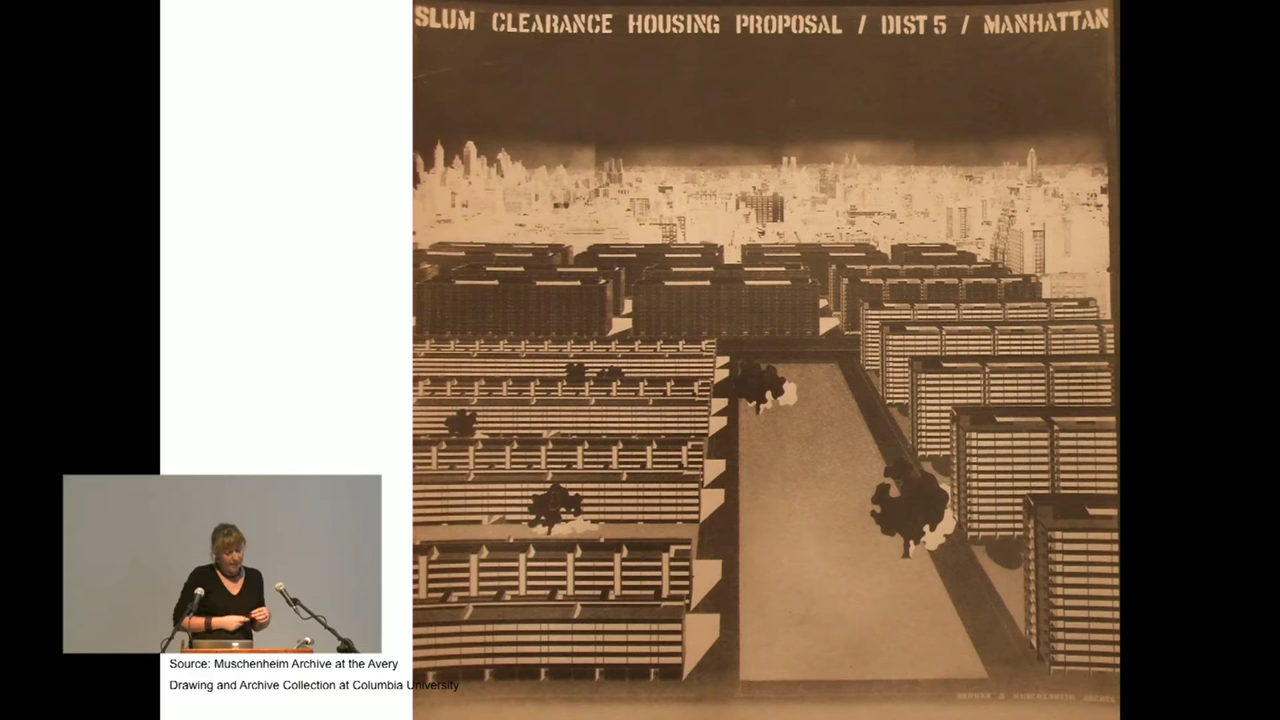 SLUM CLEARANCE HOUSING PROPOSAL / DIST 5 / MANHATTAN
Source: Muschenheim Archive at the Avery
Drawing and Archive Collection at Columbia University